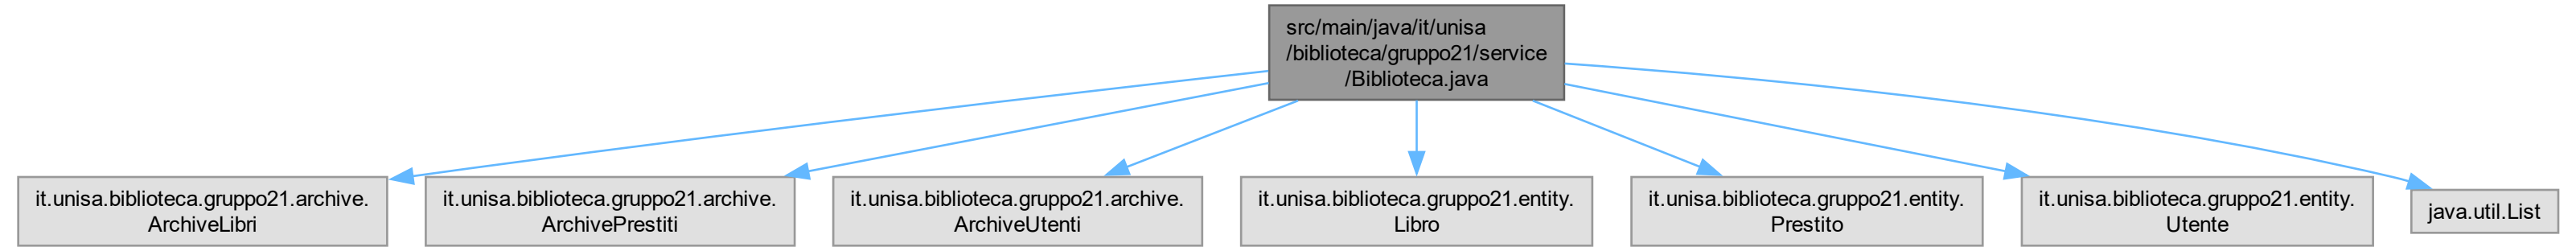 src/main/java/it/unisa
/biblioteca/gruppo21/service
/Biblioteca.java
it.unisa.biblioteca.gruppo21.archive.
ArchiveLibri
it.unisa.biblioteca.gruppo21.archive.
ArchivePrestiti
it.unisa.biblioteca.gruppo21.archive.
ArchiveUtenti
it.unisa.biblioteca.gruppo21.entity.
Libro
it.unisa.biblioteca.gruppo21.entity.
Prestito
it.unisa.biblioteca.gruppo21.entity.
Utente
java.util.List